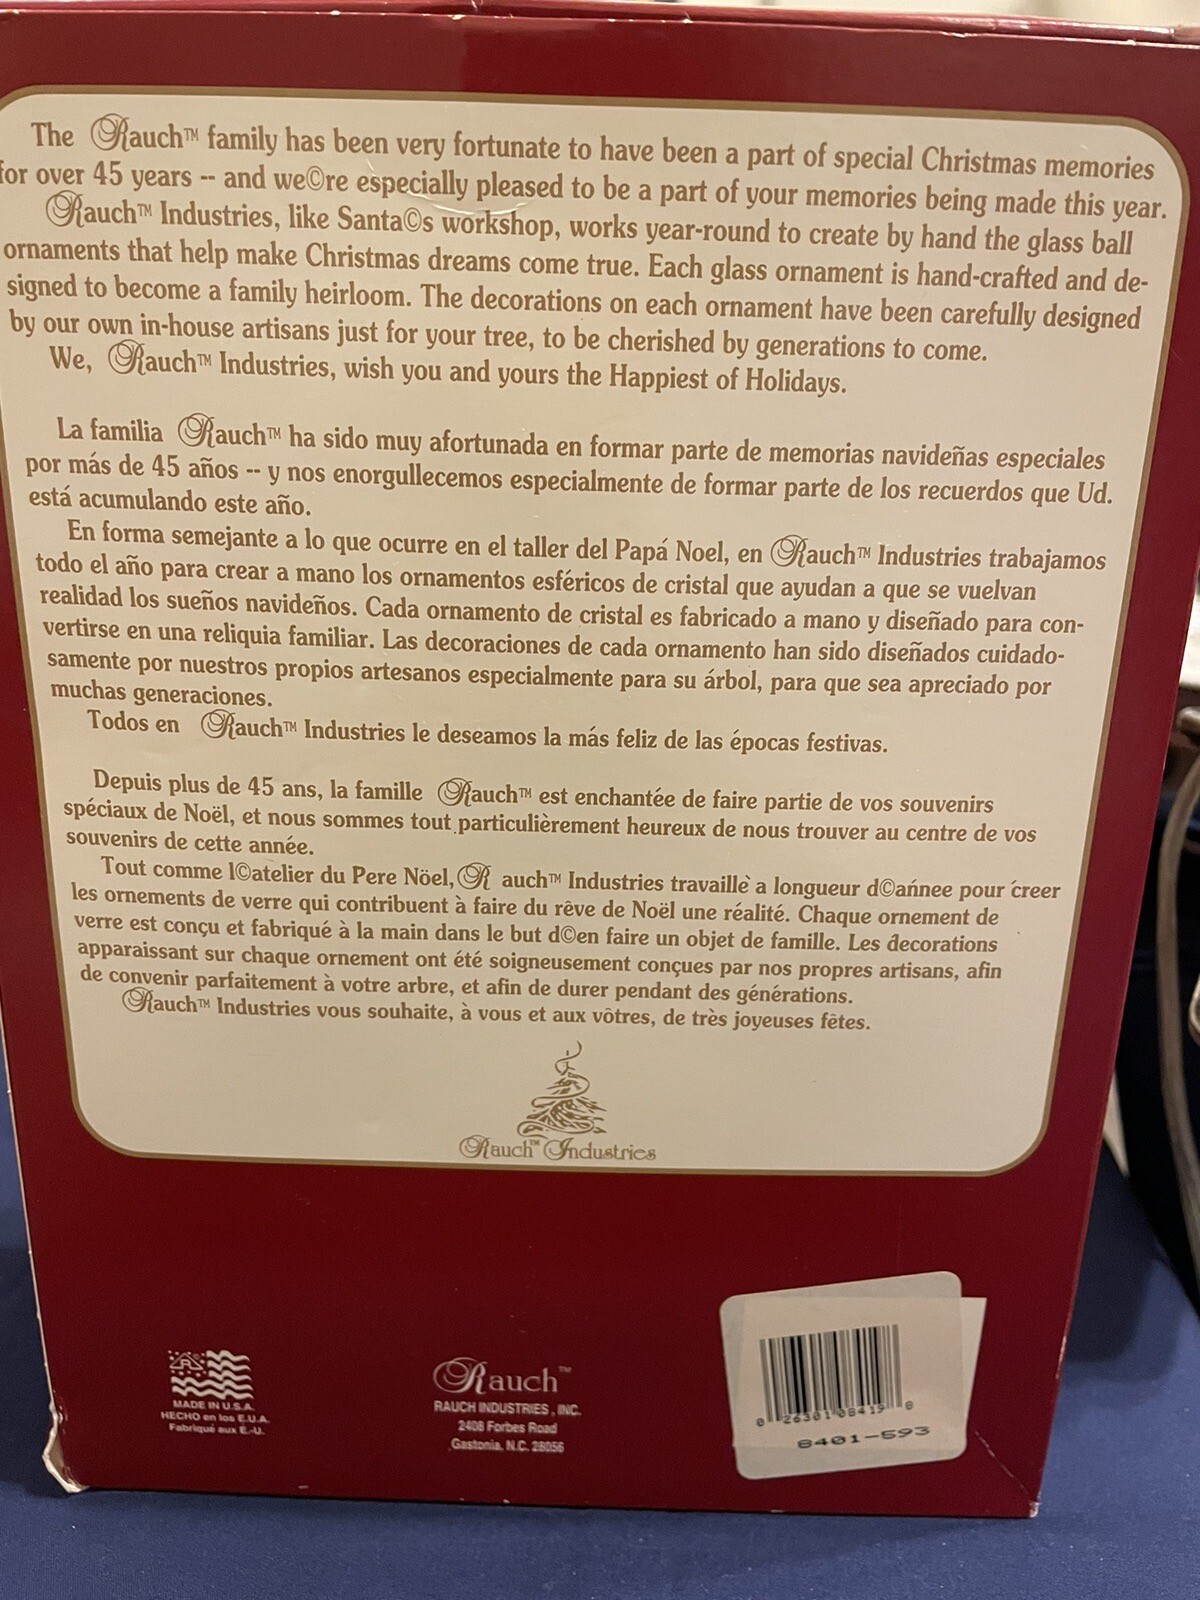 The Rauch™ family has been very fortunate to have been a part of special Christmas memories
for over 45 years -- and we©re especially pleased to be a part of your memories being made this year.
Rauch™ Industries, like Santa©s workshop, works year-round to create by hand the glass ball
ornaments that help make Christmas dreams come true. Each glass ornament is hand-crafted and de-
signed to become a family heirloom. The decorations on each ornament have been carefully designed
by our own in-house artisans just for your tree, to be cherished by generations to come.
We, Rauch™ Industries, wish you and yours the Happiest of Holidays.
La familia Rauch™ ha sido muy afortunada en formar parte de memorias navideñas especiales
por más de 45 años -- y nos enorgullecemos especialmente de formar parte de los recuerdos que Ud.
está acumulando este año.
En forma semejante a lo que ocurre en el taller del Papá Noel, en Rauch™ Industries trabajamos
todo el año para crear a mano los ornamentos esféricos de cristal que ayudan a que se vuelvan
realidad los sueños navideños. Cada ornamento de cristal es fabricado a mano y diseñado para con-
vertirse en una reliquia familiar. Las decoraciones de cada ornamento han sido diseñados cuidado-
samente por nuestros propios artesanos especialmente para su árbol, para que sea apreciado por
muchas generaciones.
Todos en Rauch™ Industries le deseamos la más feliz de las épocas festivas.
Depuis plus de 45 ans, la famille Rauch™ est enchantée de faire partie de vos souvenirs
spéciaux de Noël, et nous sommes tout particulièrement heureux de nous trouver au centre de vos
souvenirs de cette année.
Tout comme l©atelier du Pere Nöel, R auch™ Industries travaillè a longueur d©ańnee pour ćreer
les ornements de verre qui contribuent à faire du rêve de Noël une réalité. Chaque ornement de
verre est conçu et fabriqué à la main dans le but d©en faire un objet de famille. Les decorations
apparaissant sur chaque ornement ont été soigneusement conçues par nos propres artisans, afin
de convenir parfaitement à votre arbre, et afin de durer pendant des générations.
Rauch™ Industries vous souhaite, à vous et aux vôtres, de très joyeuses fêtes.
Rauch™ Industries
MADE IN U.S.A.
HECHO en los E.U.A.
Fabriqué aux E.-U.
Rauch™
RAUCH INDUSTRIES, INC.
2408 Forbes Road
Gastonia, N.C. 28056
0 26301 08419 8
8401-593